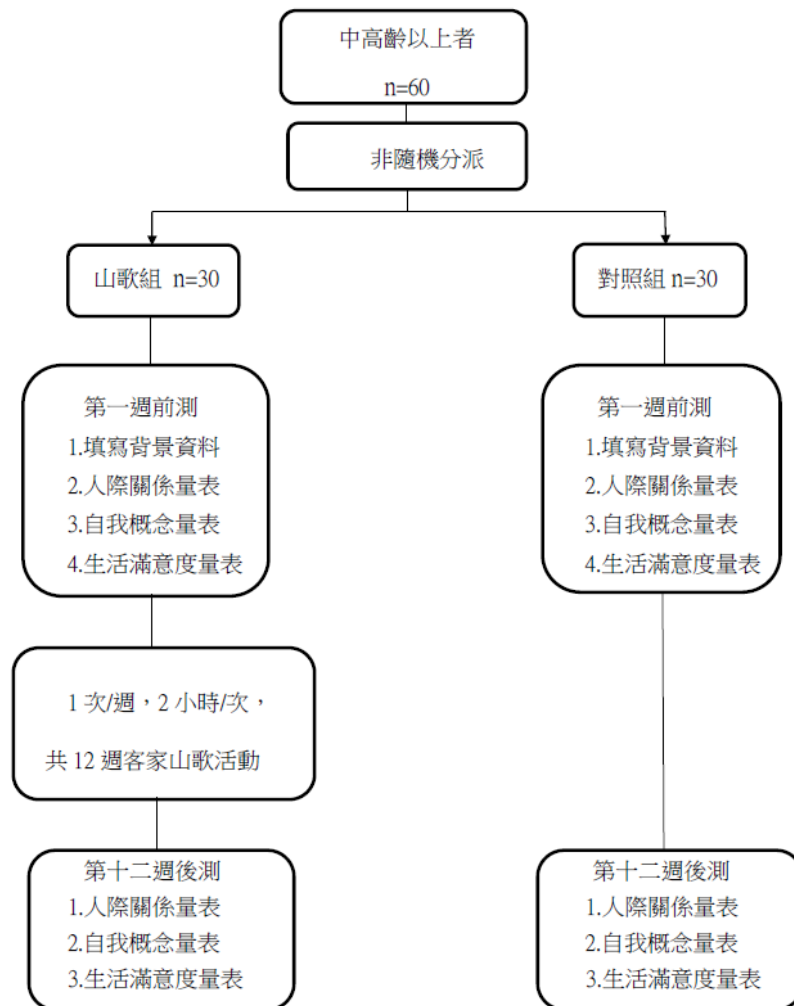 中高齡以上者
n=60
非隨機分派
山歌組 n=30
對照組 n=30
第一週前測
1.填寫背景資料
2.人際關係量表
3.自我概念量表
4.生活滿意度量表
第一週前測
1.填寫背景資料
2.人際關係量表
3.自我概念量表
4.生活滿意度量表
1 次/週，2 小時/次，
共 12 週客家山歌活動
第十二週後測
1.人際關係量表
2.自我概念量表
3.生活滿意度量表
第十二週後測
1.人際關係量表
2.自我概念量表
3.生活滿意度量表